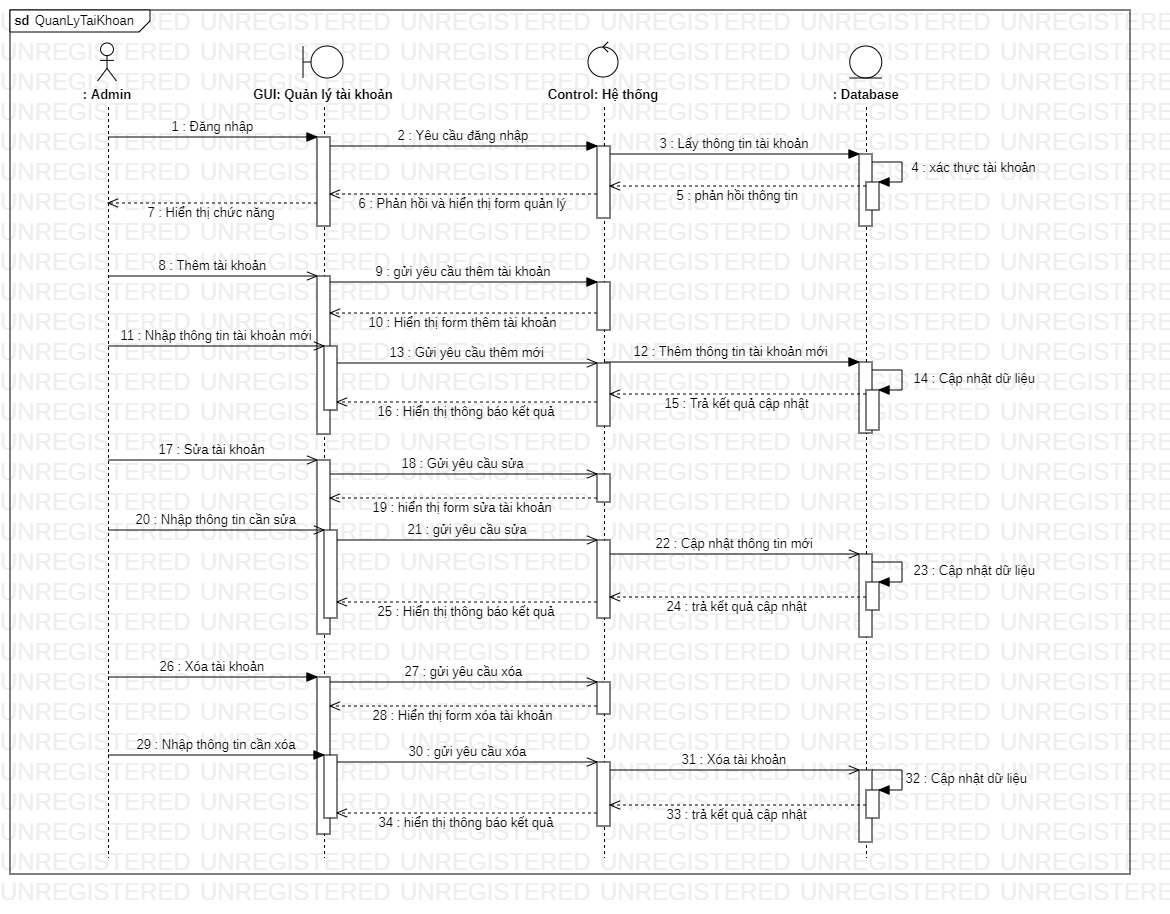 sd QuanLyTaiKhoan
: Admin
GUI: Quản lý tài khoản
Control: Hệ thống
: Database
1 : Đăng nhập
2 : Yêu cầu đăng nhập
3 : Lấy thông tin tài khoản
4 : xác thực tài khoản
5 : phản hồi thông tin
6 : Phản hồi và hiển thị form quản lý
7 : Hiển thị chức năng
8 : Thêm tài khoản
9 : gửi yêu cầu thêm tài khoản
10 : Hiển thị form thêm tài khoản
11 : Nhập thông tin tài khoản mới
12 : Thêm thông tin tài khoản mới
13 : Gửi yêu cầu thêm mới
14 : Cập nhật dữ liệu
15 : Trả kết quả cập nhật
16 : Hiển thị thông báo kết quả
17 : Sửa tài khoản
18 : Gửi yêu cầu sửa
19 : hiển thị form sửa tài khoản
20 : Nhập thông tin cần sửa
21 : gửi yêu cầu sửa
22 : Cập nhật thông tin mới
23 : Cập nhật dữ liệu
24 : trả kết quả cập nhật
25 : Hiển thị thông báo kết quả
26 : Xóa tài khoản
27 : gửi yêu cầu xóa
28 : Hiển thị form xóa tài khoản
29 : Nhập thông tin cần xóa
30 : gửi yêu cầu xóa
31 : Xóa tài khoản
32 : Cập nhật dữ liệu
33 : trả kết quả cập nhật
34 : hiển thị thông báo kết quả
UNREGISTERED